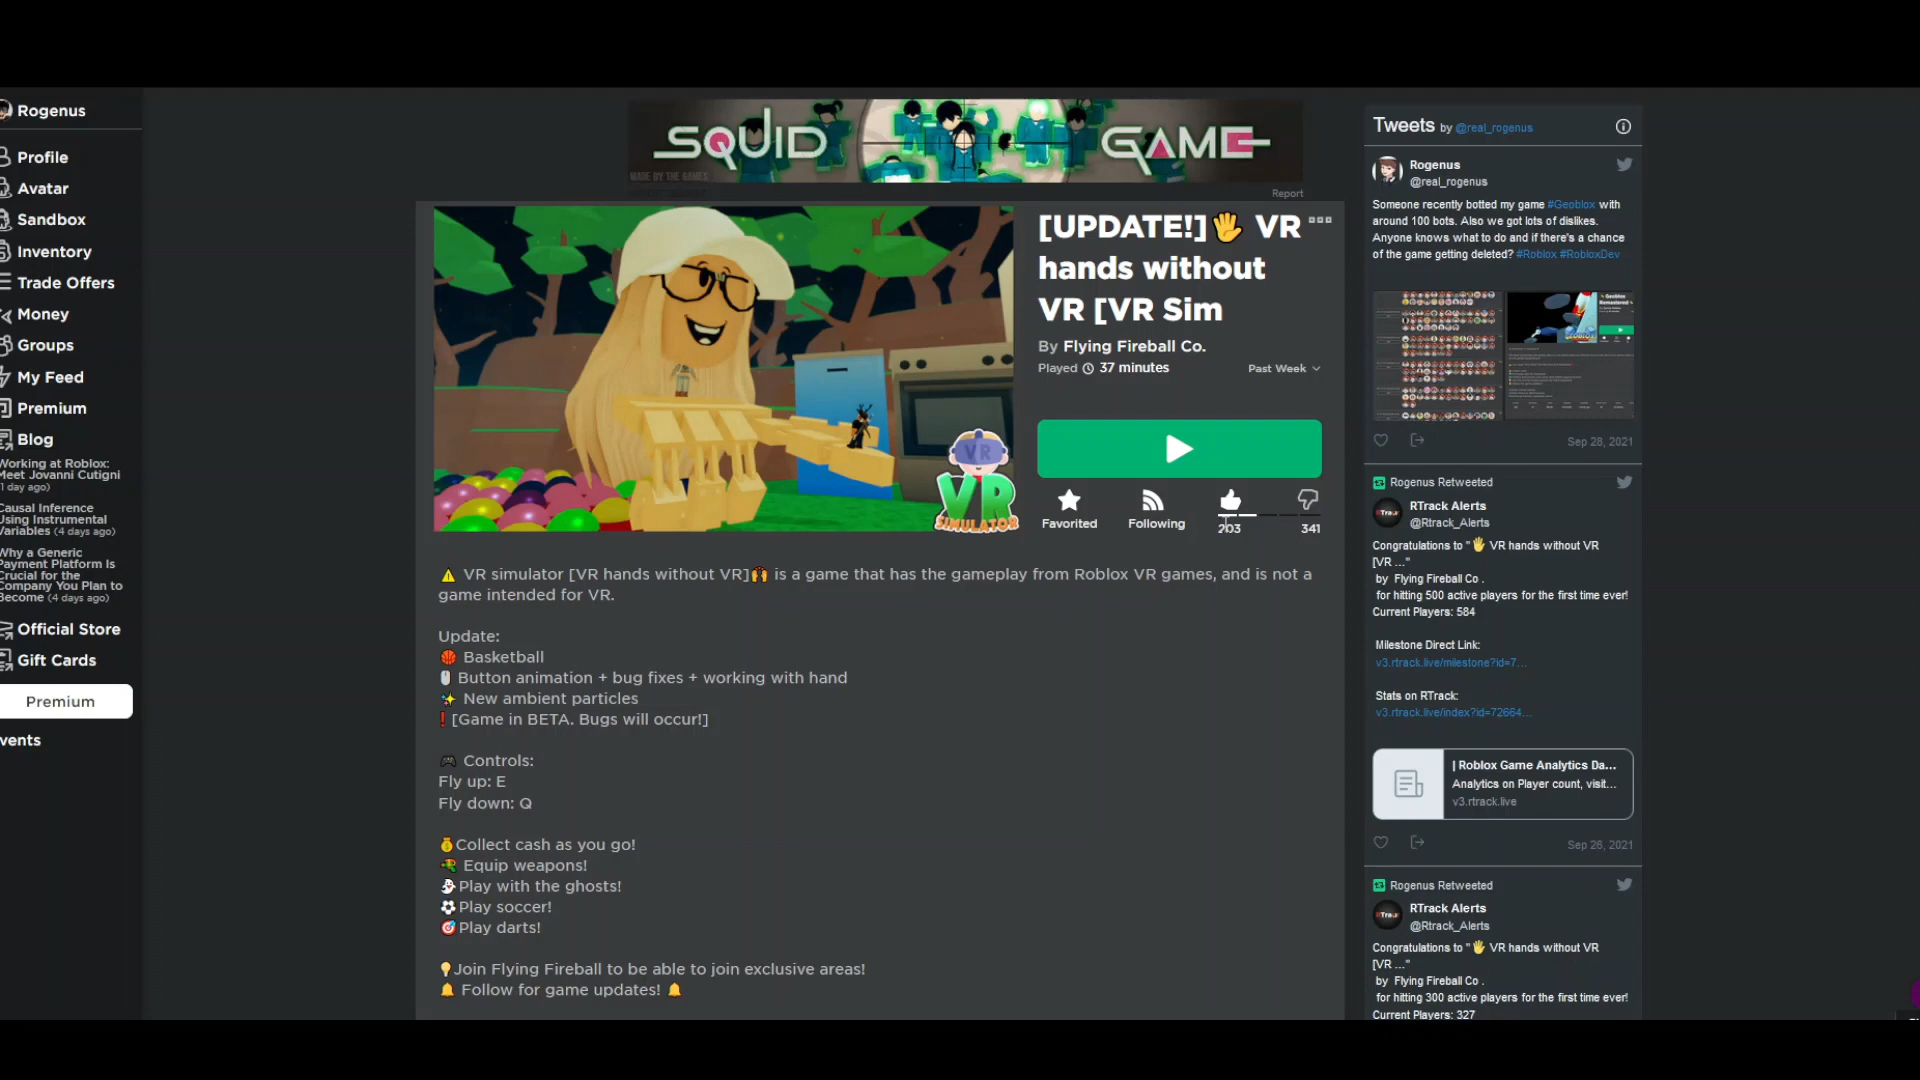 Rogenus
Profile
Avatar
Sandbox
Inventory
Trade Offers
Money
Groups
My Feed
Premium
Blog
Working at Roblox:
Meet Jovanni Cutigni
(1 day ago)
Causal Inference
Using Instrumental
Variables (4 days ago)
Why a Generic
Payment Platform Is
Crucial for the
Company You Plan to
Become (4 days ago)
Official Store
Gift Cards
Premium
vents
SQUID GAME
MADE BY THE GAMES
Report
[UPDATE!]🖐 VR
hands without
VR [VR Sim
By Flying Fireball Co.
Played 37 minutes
Past Week
VR
VR
SIMULATOR
Favorited
Following
203
341
⚠ VR simulator [VR hands without VR]🙌 is a game that has the gameplay from Roblox VR games, and is not a
game intended for VR.
Update:
🏀 Basketball
🖱 Button animation + bug fixes + working with hand
✨ New ambient particles
❗[Game in BETA. Bugs will occur!]
🎮 Controls:
Fly up: E
Fly down: Q
💰Collect cash as you go!
🔫 Equip weapons!
👻Play with the ghosts!
⚽Play soccer!
🎯Play darts!
💡Join Flying Fireball to be able to join exclusive areas!
🔔 Follow for game updates! 🔔
Tweets by @real_rogenus
Rogenus
@real_rogenus
Someone recently botted my game #Geoblox with
around 100 bots. Also we got lots of dislikes.
Anyone knows what to do and if there's a chance
of the game getting deleted? #Roblox #RobloxDev
Sep 28, 2021
Rogenus Retweeted
RTrack Alerts
@Rtrack_Alerts
Congratulations to "🖐 VR hands without VR
[VR ..."
by Flying Fireball Co .
for hitting 500 active players for the first time ever!
Current Players: 584
Milestone Direct Link:
v3.rtrack.live/milestone?id=7…
Stats on RTrack:
v3.rtrack.live/index?id=72664…
| Roblox Game Analytics Da...
Analytics on Player count, visit...
v3.rtrack.live
Sep 26, 2021
Rogenus Retweeted
RTrack Alerts
@Rtrack_Alerts
Congratulations to "🖐 VR hands without VR
[VR ..."
by Flying Fireball Co .
for hitting 300 active players for the first time ever!
Current Players: 327